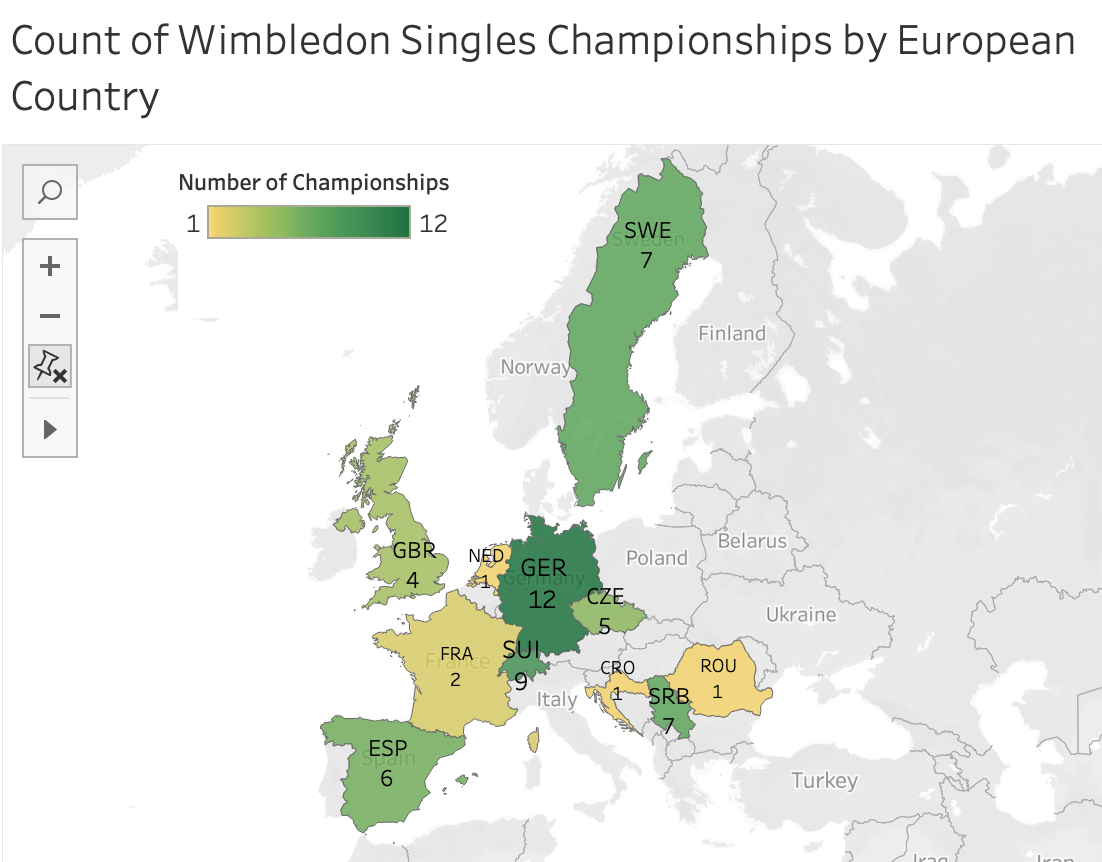 Count of Wimbledon Singles Championships by European
Country
Number of Championships
1
12
SWE
Sweden
7
Finland
Norway
GBR
4
NED
1
GER
Germany
12
Poland
Belarus
CZE
5
Ukraine
FRA
France
2
SUI
9
CRO
1
SRB
7
ROU
1
Italy
ESP
Spain
6
Turkey
Iraq
Iran